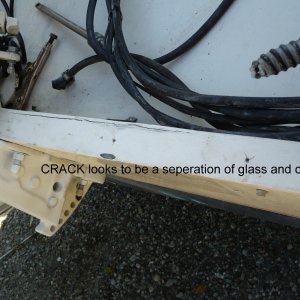 CRACK looks to be a seperation of glass and c